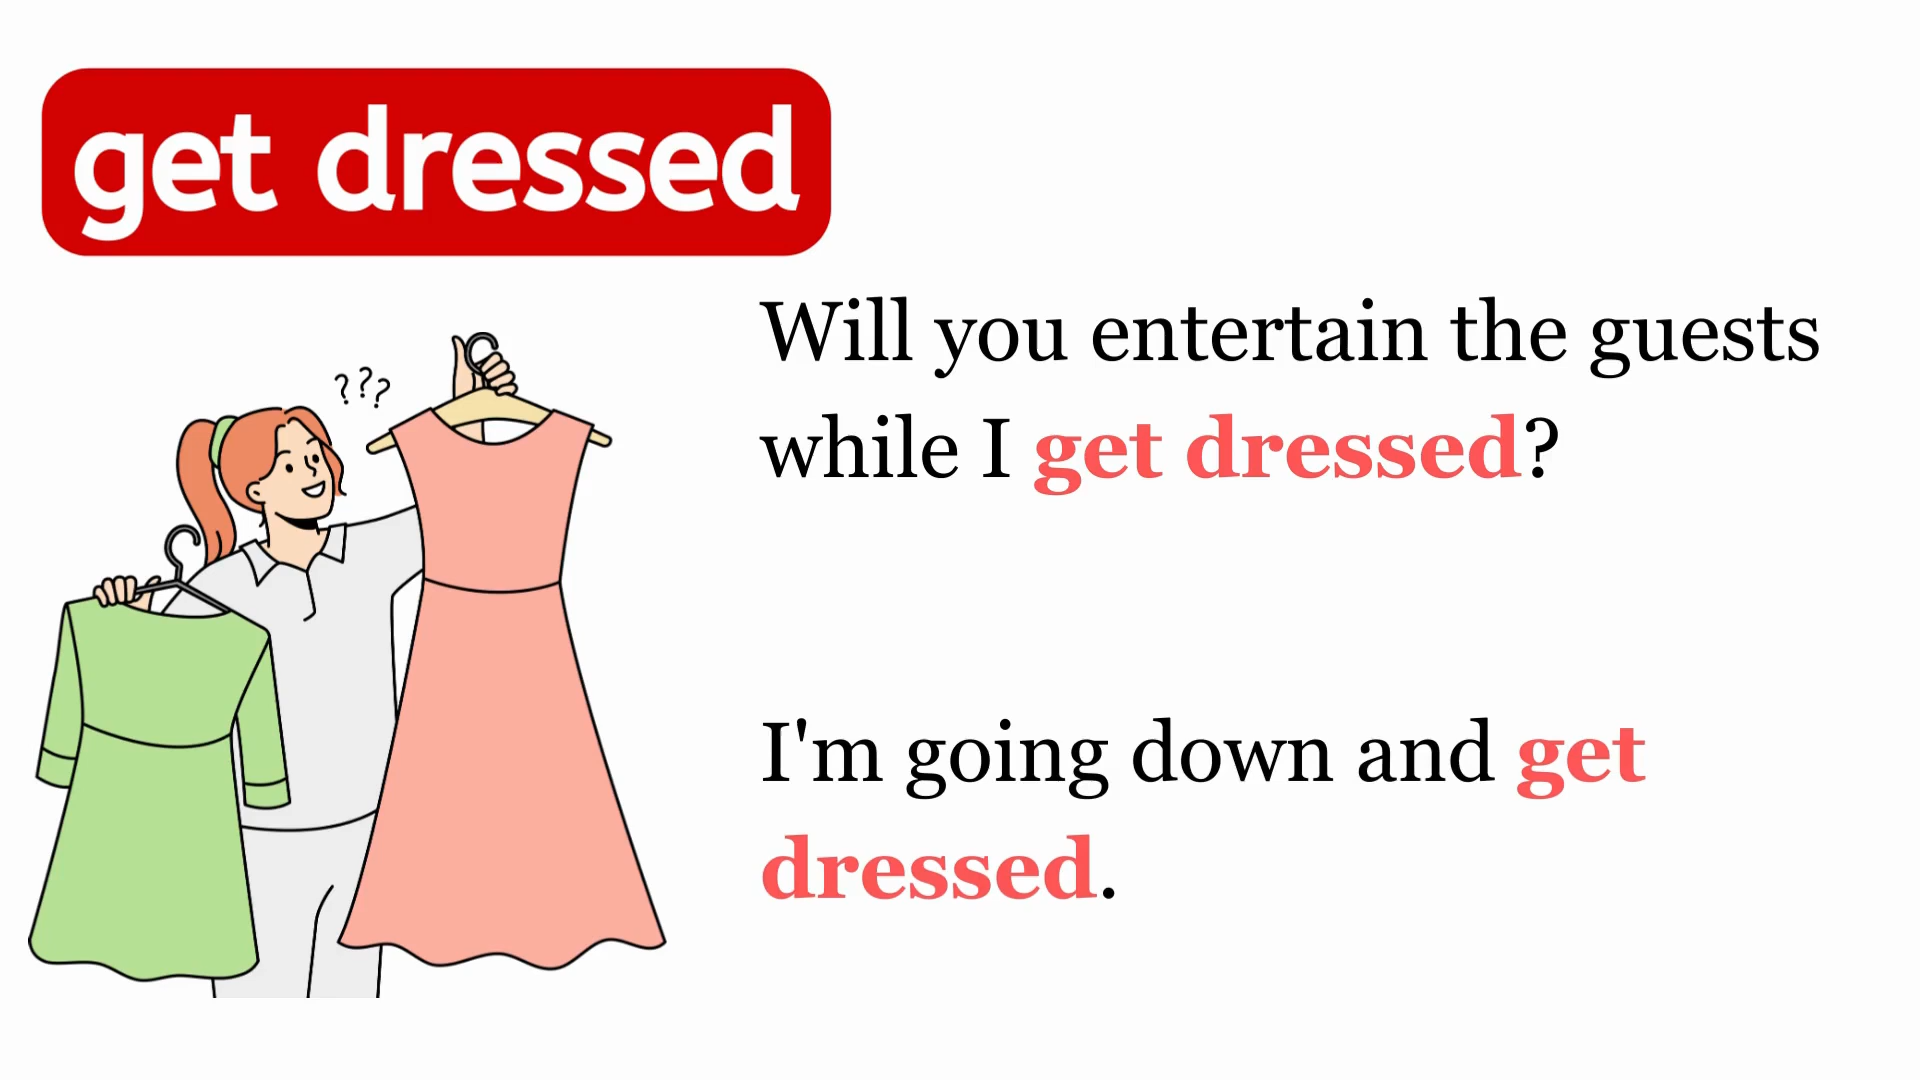 get dressed
???
Will you entertain the guests
while I get dressed?
I'm going down and get
dressed.